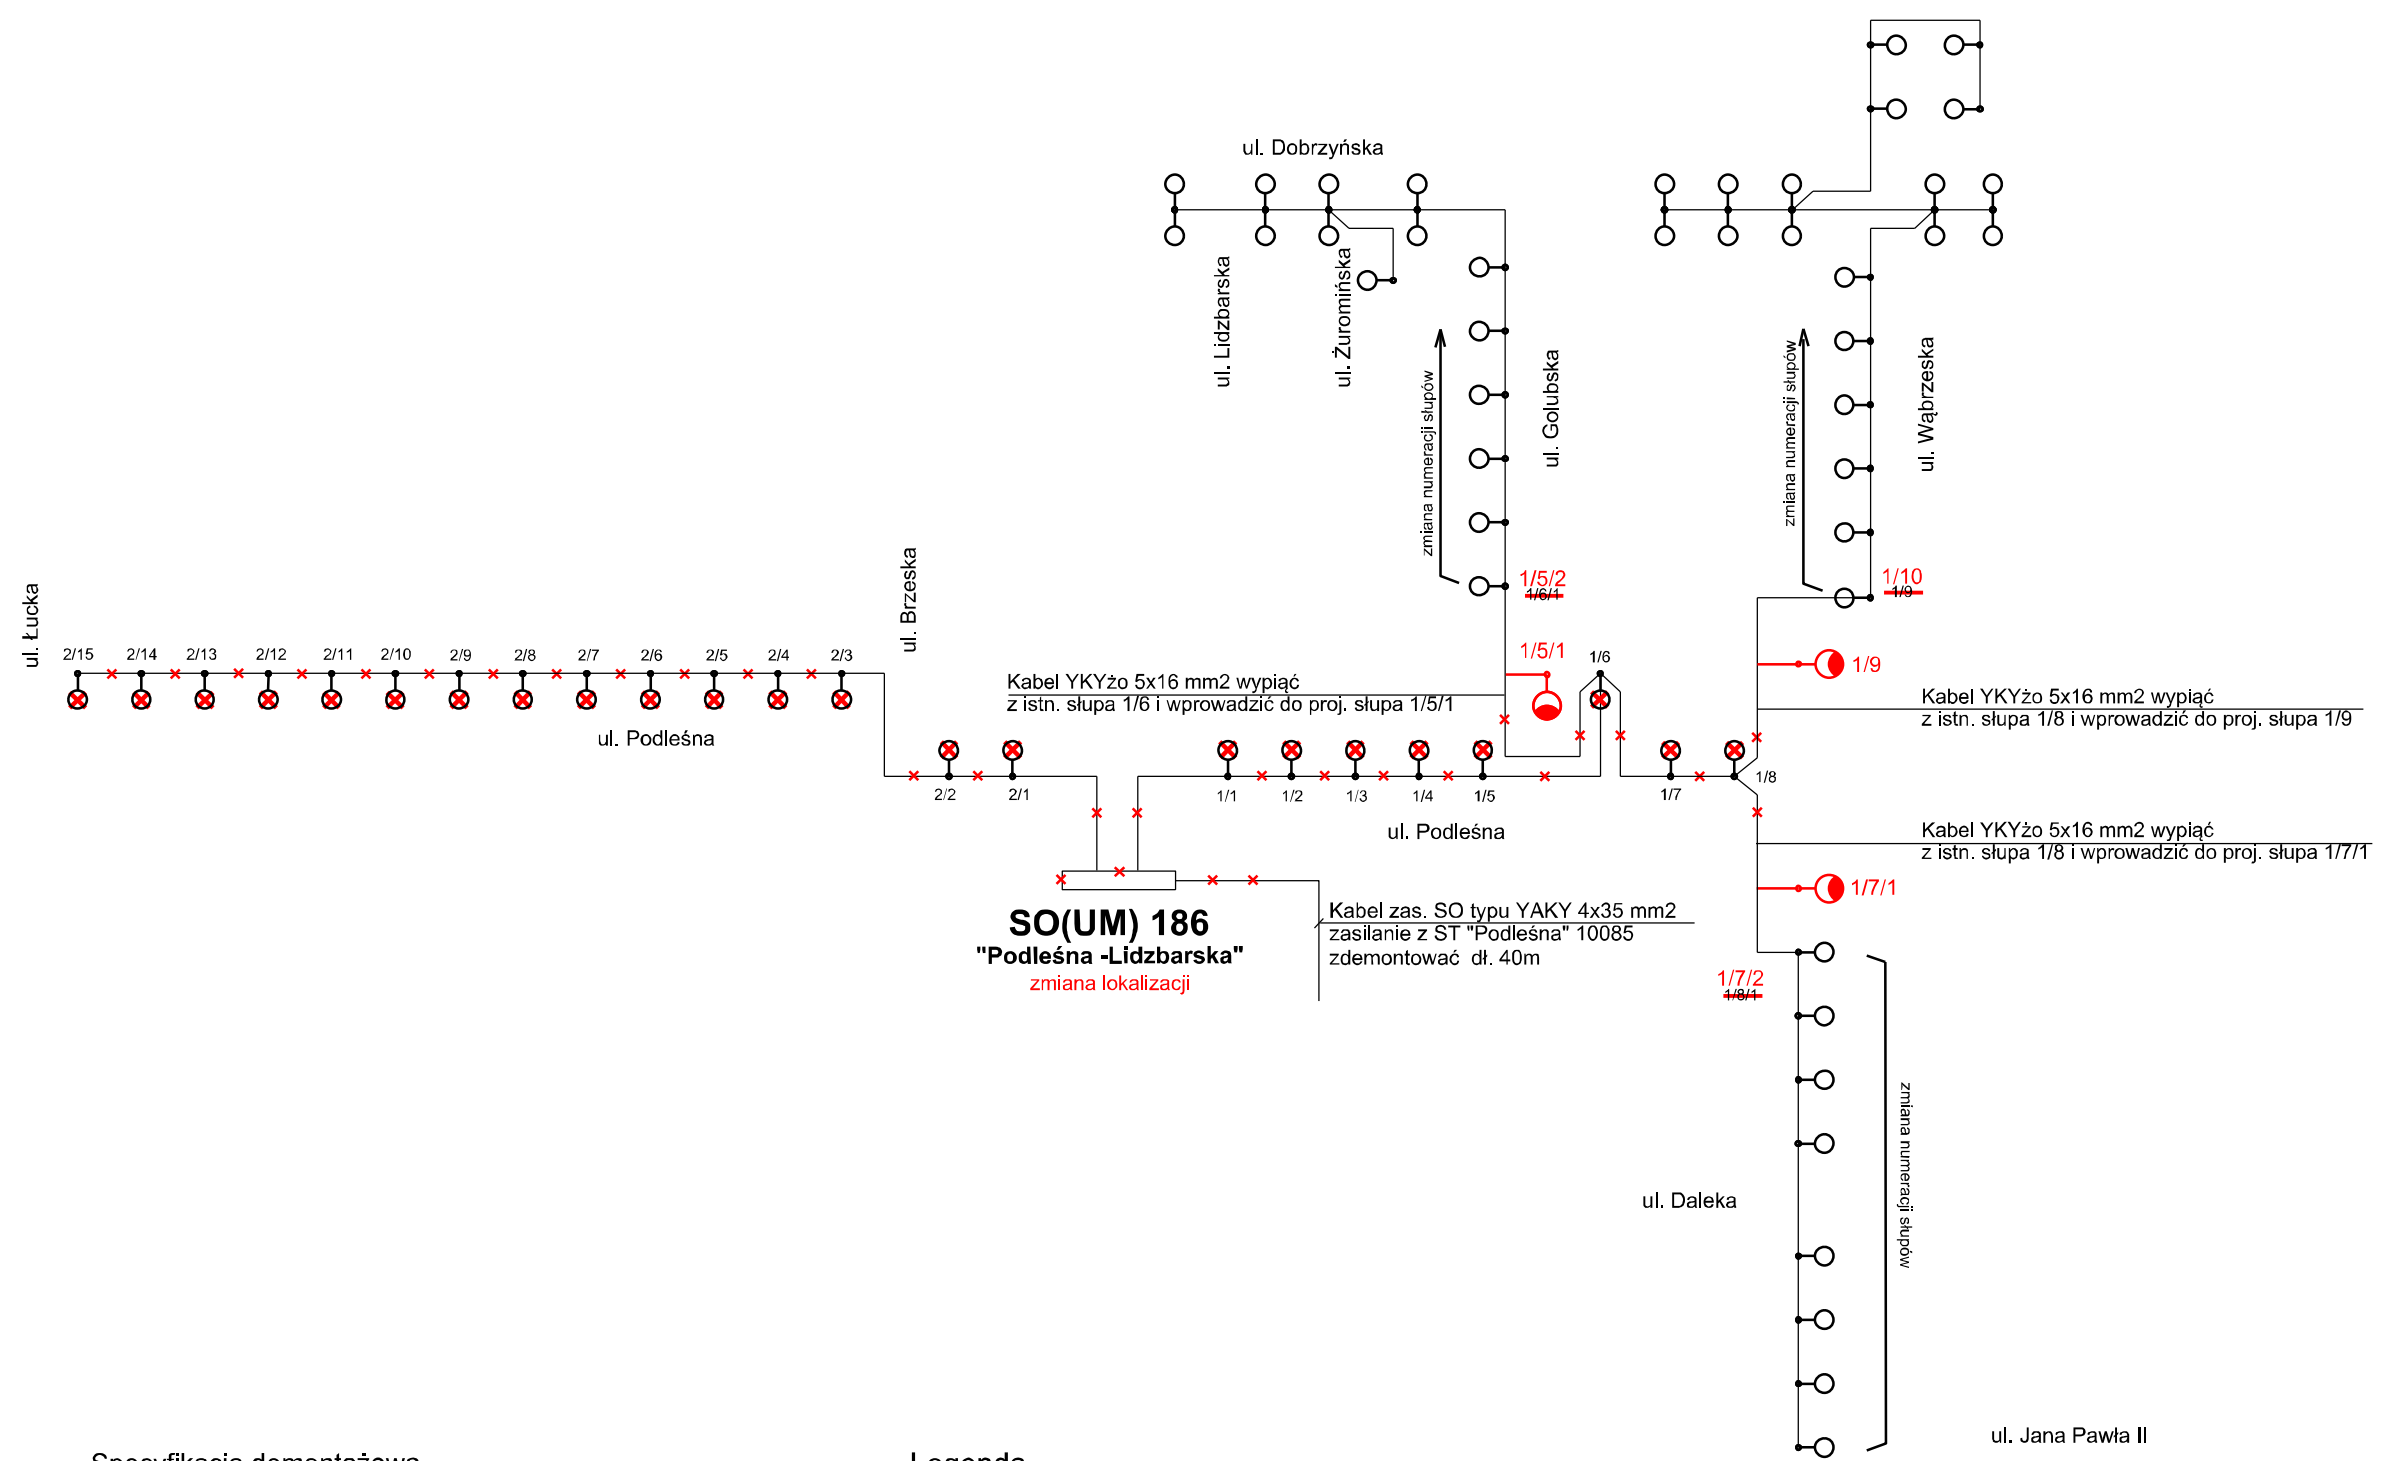 ul. Dobrzyńska
ul. Lidzbarska
ul. Żuromińska
zmiana numeracji słupów
ul. Golubska
zmiana numeracji słupów
ul. Wąbrzeska
1/5/2
1/6/1
1/10
1/9
ul. Łucka
ul. Brzeska
2/15 2/14 2/13 2/12 2/11 2/10 2/9 2/8 2/7 2/6 2/5 2/4 2/3
1/5/1
1/6
1/9
Kabel YKYżo 5x16 mm2 wypiąć
z istn. słupa 1/6 i wprowadzić do proj. słupa 1/5/1
Kabel YKYżo 5x16 mm2 wypiąć
z istn. słupa 1/8 i wprowadzić do proj. słupa 1/9
ul. Podleśna
2/2 2/1 1/1 1/2 1/3 1/4 1/5 1/7 1/8
ul. Podleśna
Kabel YKYżo 5x16 mm2 wypiąć
z istn. słupa 1/8 i wprowadzić do proj. słupa 1/7/1
1/7/1
SO(UM) 186
"Podleśna -Lidzbarska"
zmiana lokalizacji
Kabel zas. SO typu YAKY 4x35 mm2
zasilanie z ST "Podleśna" 10085
zdemontować dł. 40m
1/7/2
1/8/1
zmiana numeracji słupów
ul. Daleka
ul. Jana Pawła II
Specyfikacja demontażowa
Legenda